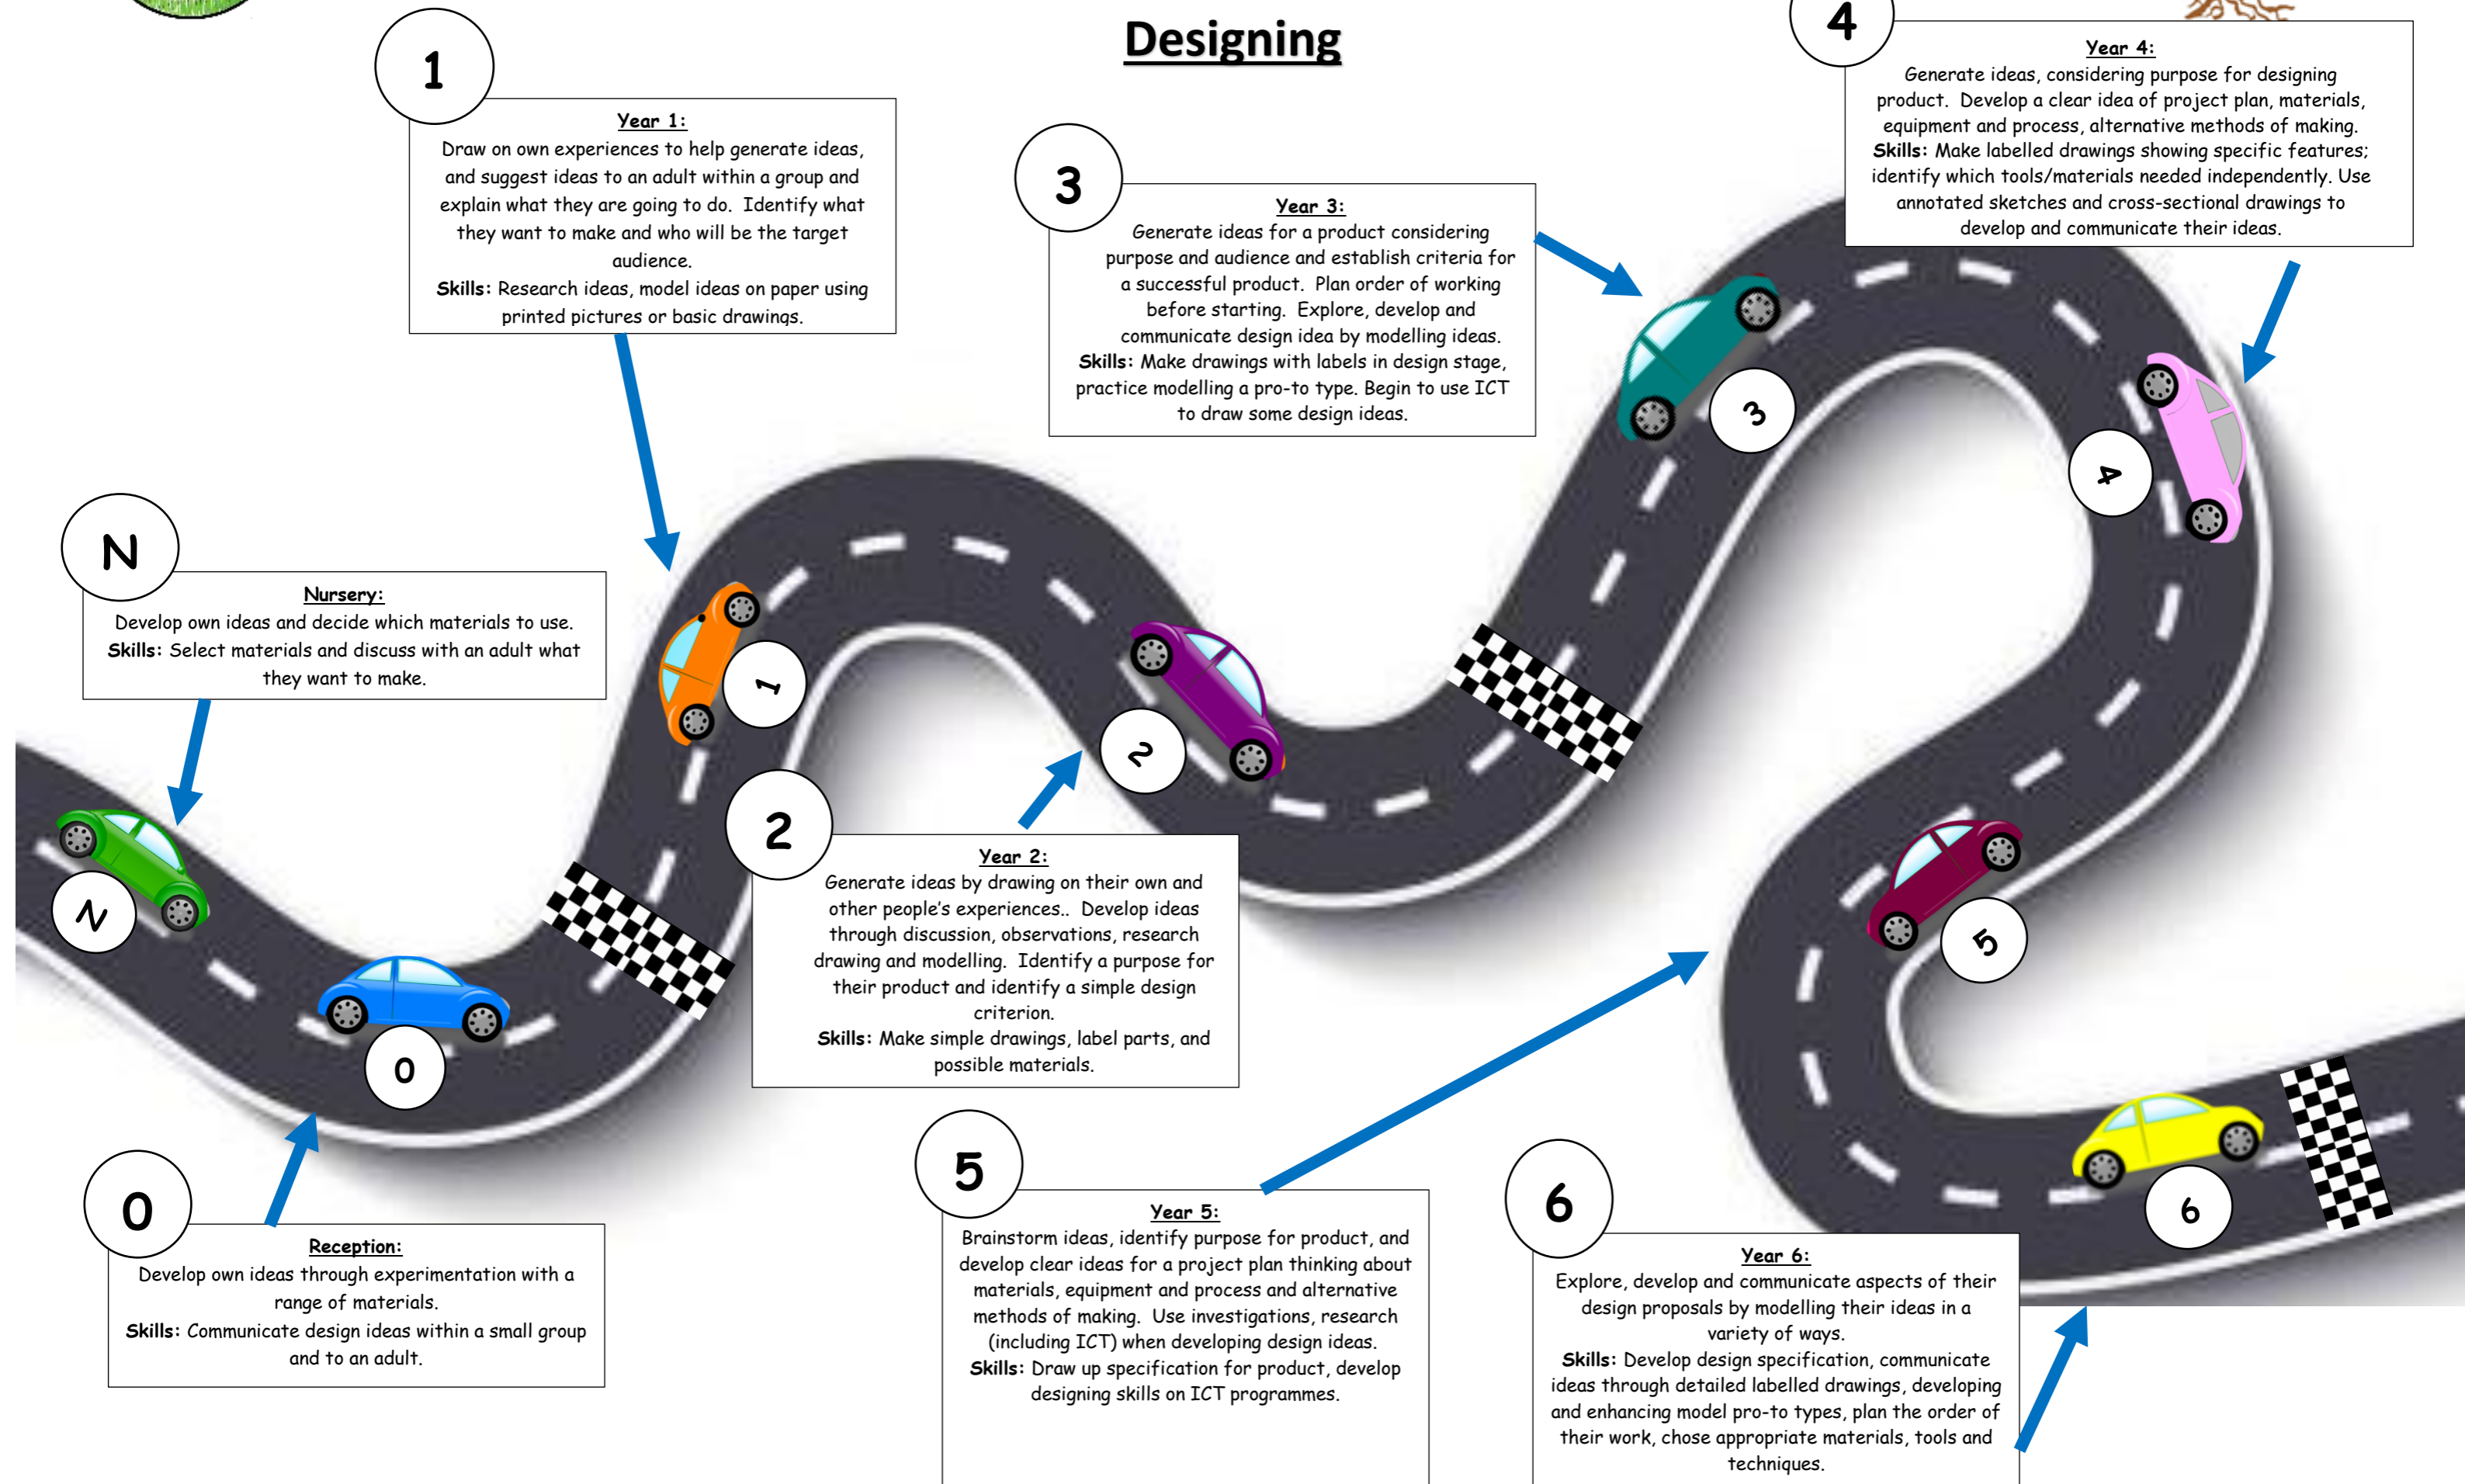 Designing
1
Year 1:
Draw on own experiences to help generate ideas,
and suggest ideas to an adult within a group and
explain what they are going to do.  Identify what
they want to make and who will be the target
audience.
Skills: Research ideas, model ideas on paper using
printed pictures or basic drawings.
3
Year 3:
Generate ideas for a product considering
purpose and audience and establish criteria for
a successful product.  Plan order of working
before starting.  Explore, develop and
communicate design idea by modelling ideas.
Skills: Make drawings with labels in design stage,
practice modelling a pro-to type. Begin to use ICT
to draw some design ideas.
4
Year 4:
Generate ideas, considering purpose for designing
product.  Develop a clear idea of project plan, materials,
equipment and process, alternative methods of making.
Skills: Make labelled drawings showing specific features;
identify which tools/materials needed independently. Use
annotated sketches and cross-sectional drawings to
develop and communicate their ideas.
3
4
N
Nursery:
Develop own ideas and decide which materials to use.
Skills: Select materials and discuss with an adult what
they want to make.
1
2
N
0
5
6
2
Year 2:
Generate ideas by drawing on their own and
other people's experiences..  Develop ideas
through discussion, observations, research
drawing and modelling.  Identify a purpose for
their product and identify a simple design
criterion.
Skills: Make simple drawings, label parts, and
possible materials.
0
Reception:
Develop own ideas through experimentation with a
range of materials.
Skills: Communicate design ideas within a small group
and to an adult.
5
Year 5:
Brainstorm ideas, identify purpose for product, and
develop clear ideas for a project plan thinking about
materials, equipment and process and alternative
methods of making.  Use investigations, research
(including ICT) when developing design ideas.
Skills: Draw up specification for product, develop
designing skills on ICT programmes.
6
Year 6:
Explore, develop and communicate aspects of their
design proposals by modelling their ideas in a
variety of ways.
Skills: Develop design specification, communicate
ideas through detailed labelled drawings, developing
and enhancing model pro-to types, plan the order of
their work, chose appropriate materials, tools and
techniques.